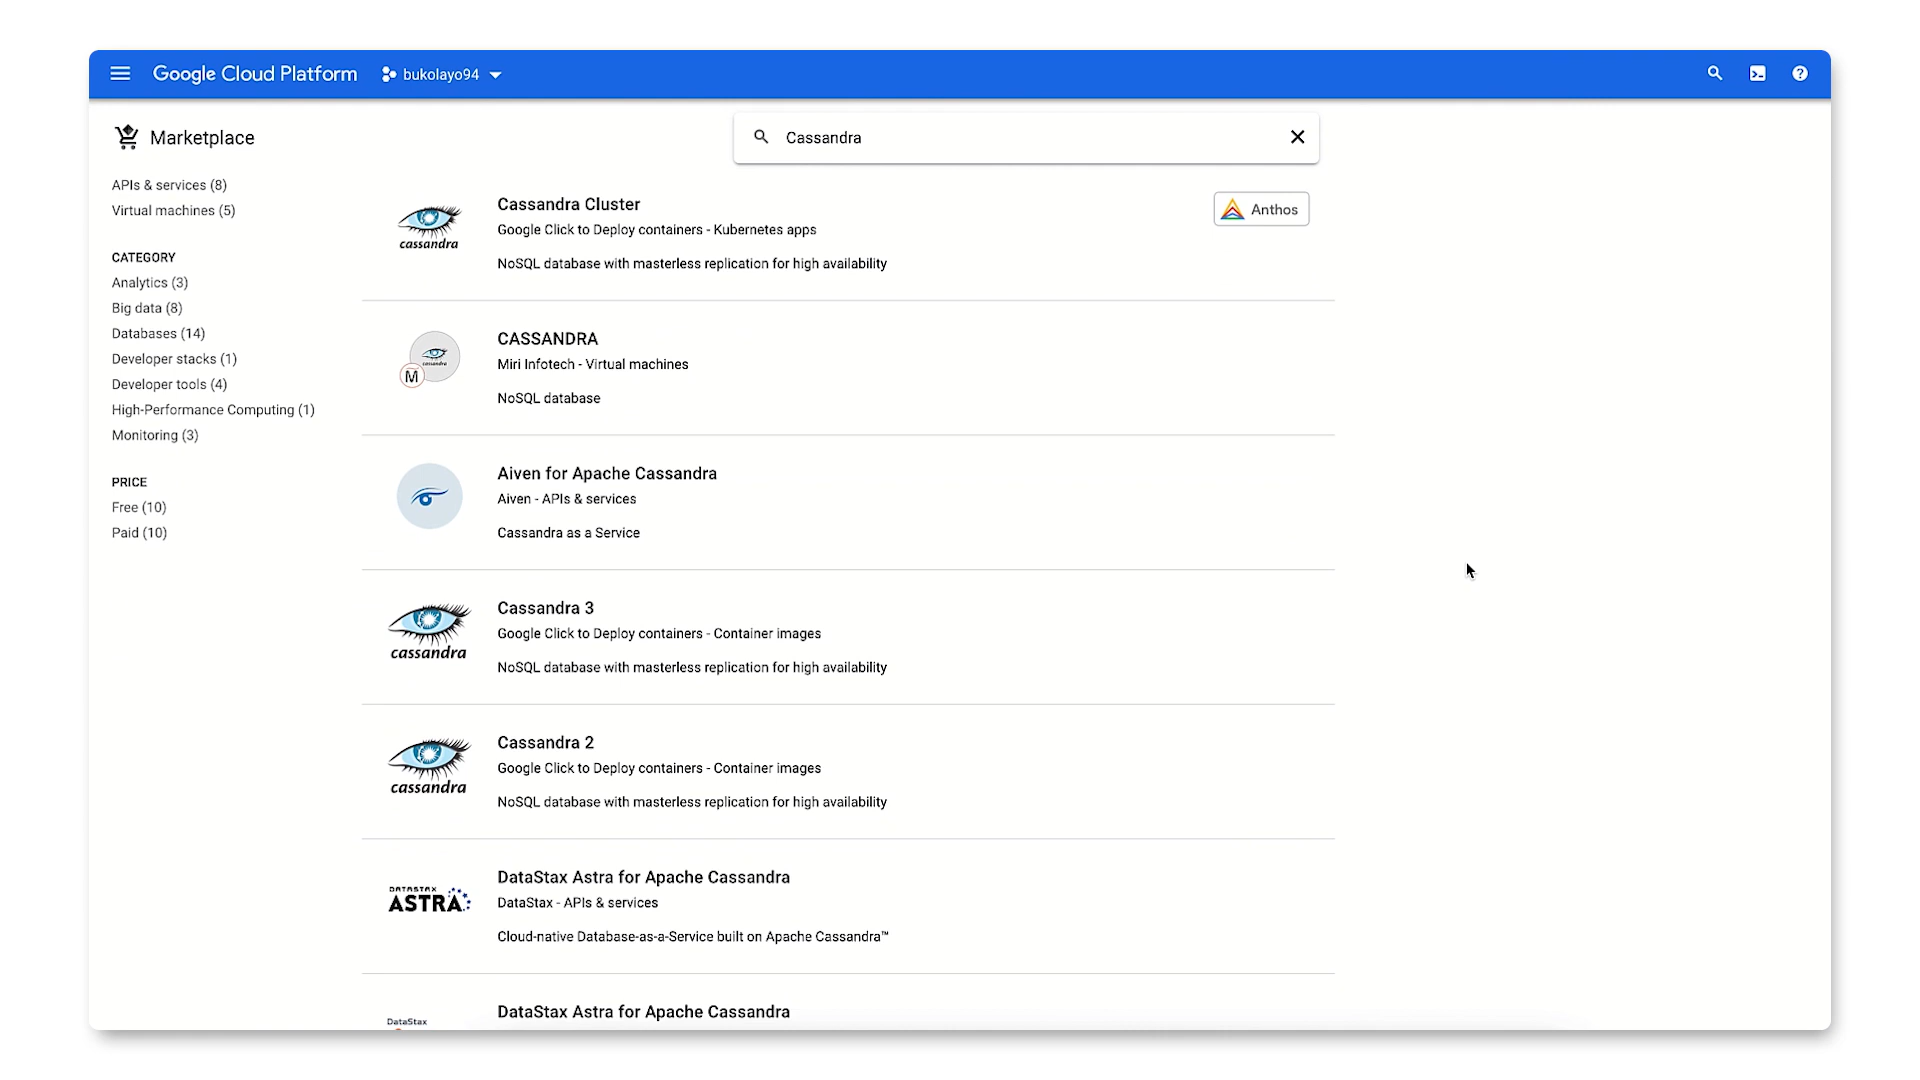 Google Cloud Platform
bukolayo94
Marketplace
Cassandra
APIs & services (8)
Virtual machines (5)
CATEGORY
Analytics (3)
Big data (8)
Databases (14)
Developer stacks (1)
Developer tools (4)
High-Performance Computing (1)
Monitoring (3)
PRICE
Free (10)
Paid (10)
cassandra
Cassandra Cluster
Google Click to Deploy containers - Kubernetes apps
NoSQL database with masterless replication for high availability
Anthos
cassandra
M
CASSANDRA
Miri Infotech - Virtual machines
NoSQL database
Aiven for Apache Cassandra
Aiven - APIs & services
Cassandra as a Service
cassandra
Cassandra 3
Google Click to Deploy containers - Container images
NoSQL database with masterless replication for high availability
cassandra
Cassandra 2
Google Click to Deploy containers - Container images
NoSQL database with masterless replication for high availability
DATASTAX
ASTRA
DataStax Astra for Apache Cassandra
DataStax - APIs & services
Cloud-native Database-as-a-Service built on Apache Cassandra™
DataStax
DataStax Astra for Apache Cassandra